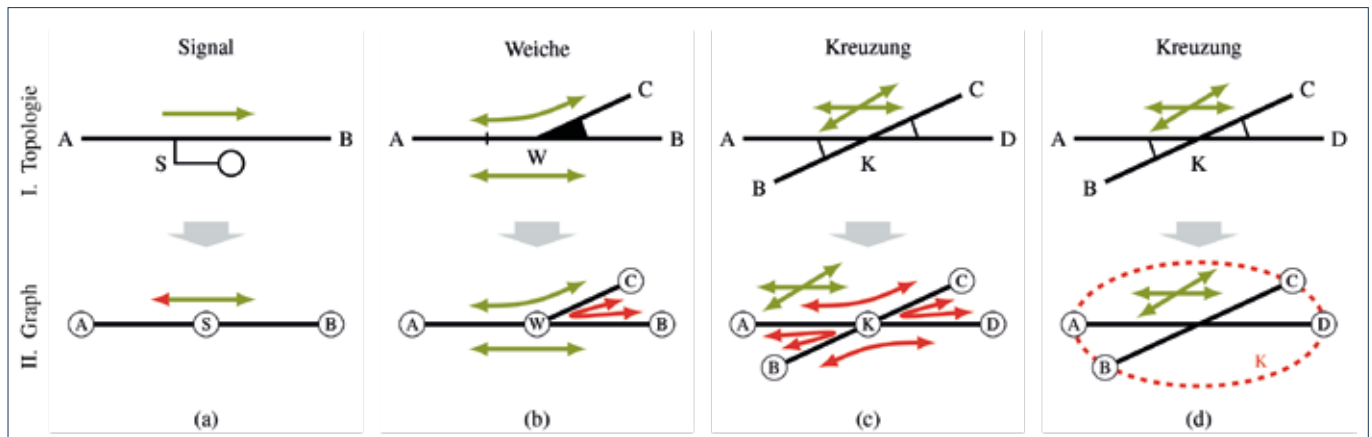 Signal
Weiche
Kreuzung
Kreuzung
I. Topologie
A
B
S
A
W
B
C
A
B
K
C
D
A
B
K
C
D
II. Graph
A
S
B
A
W
C
B
A
B
K
C
D
A
B
C
D
K
(a)
(b)
(c)
(d)